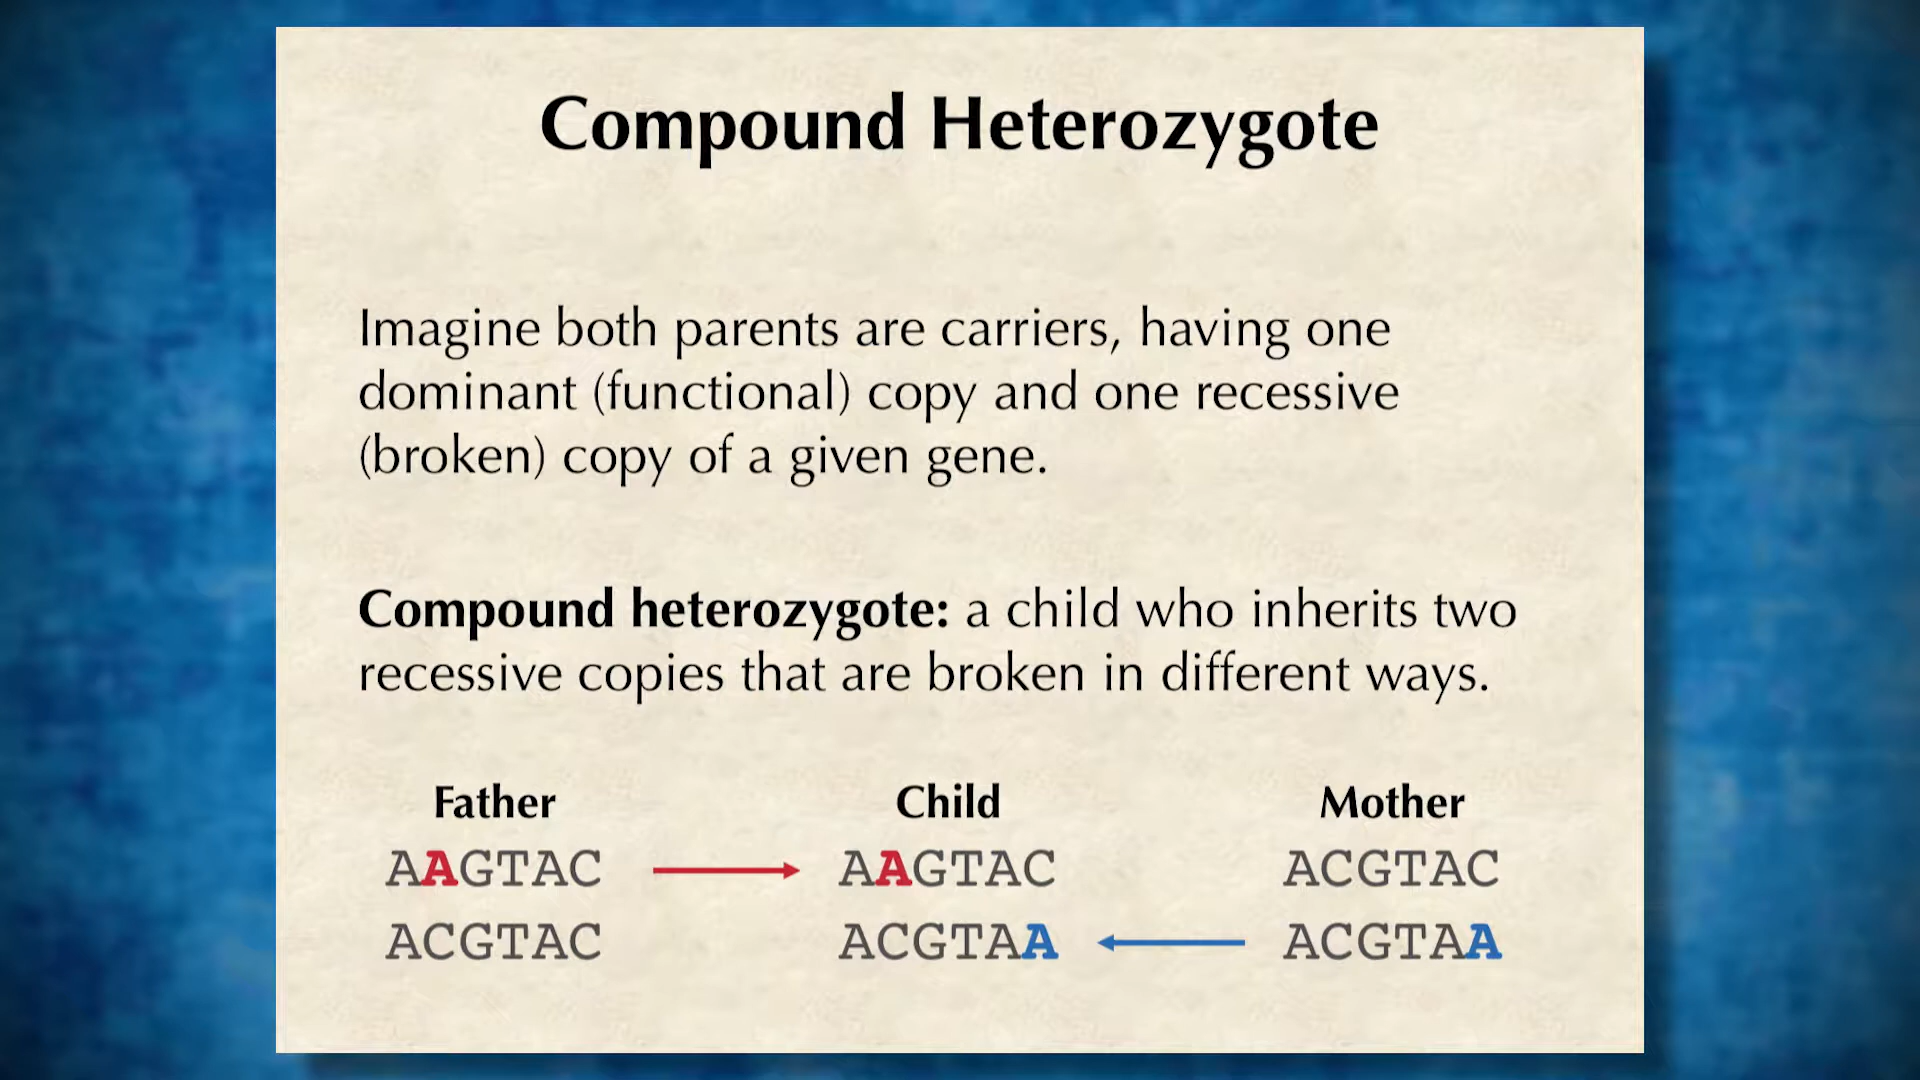 Compound Heterozygote
Imagine both parents are carriers, having one
dominant (functional) copy and one recessive
(broken) copy of a given gene.
Compound heterozygote: a child who inherits two
recessive copies that are broken in different ways.
Father Child Mother
AAGTAC AAGTAC ACGTAC
ACGTAC ACGTAA ACGTAA